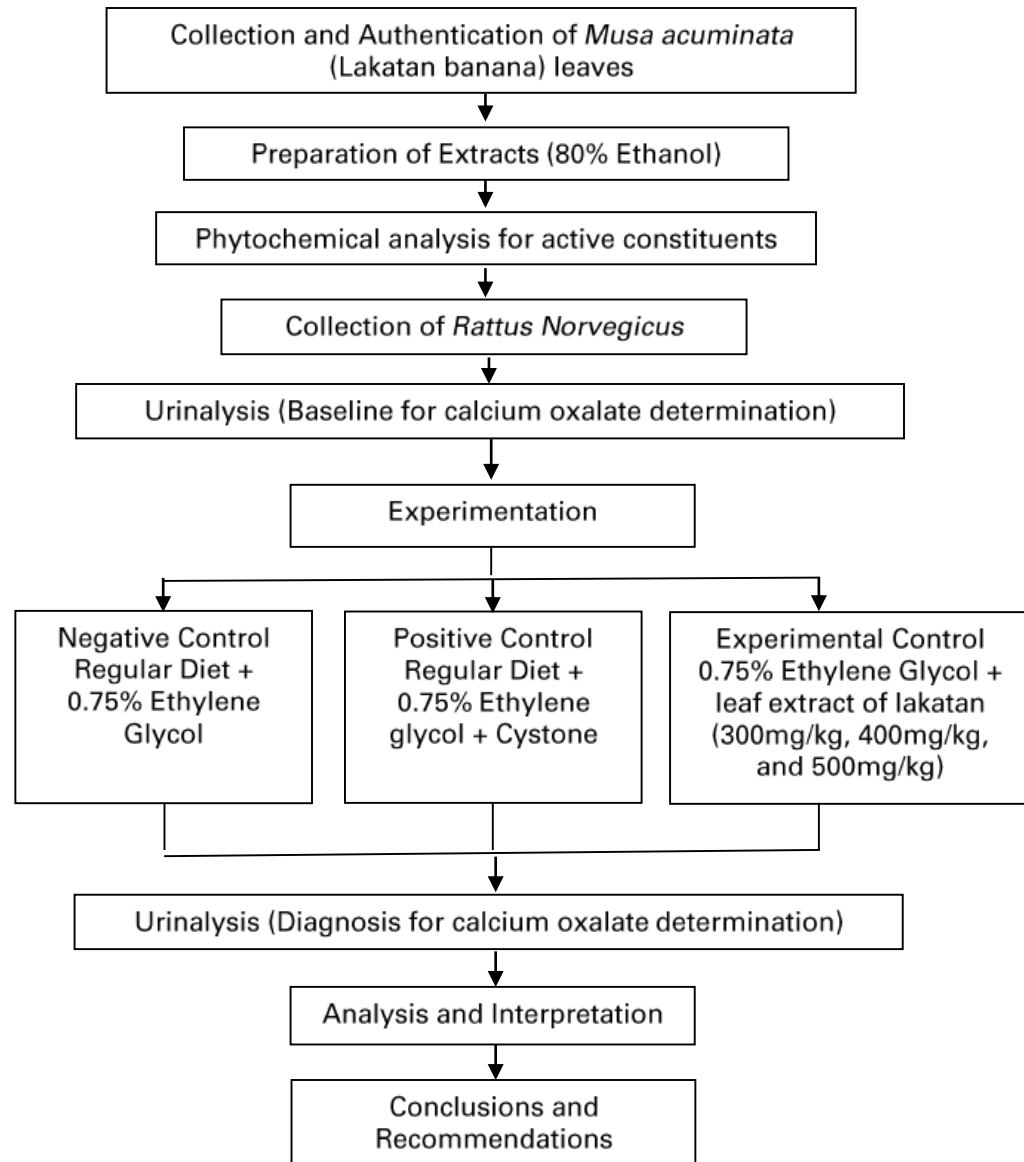 Collection and Authentication of Musa acuminata
(Lakatan banana) leaves
Preparation of Extracts (80% Ethanol)
Phytochemical analysis for active constituents
Collection of Rattus Norvegicus
Urinalysis (Baseline for calcium oxalate determination)
Experimentation
Negative Control
Regular Diet +
0.75% Ethylene
Glycol
Positive Control
Regular Diet +
0.75% Ethylene
glycol + Cystone
Experimental Control
0.75% Ethylene Glycol +
leaf extract of lakatan
(300mg/kg, 400mg/kg,
and 500mg/kg)
Urinalysis (Diagnosis for calcium oxalate determination)
Analysis and Interpretation
Conclusions and
Recommendations